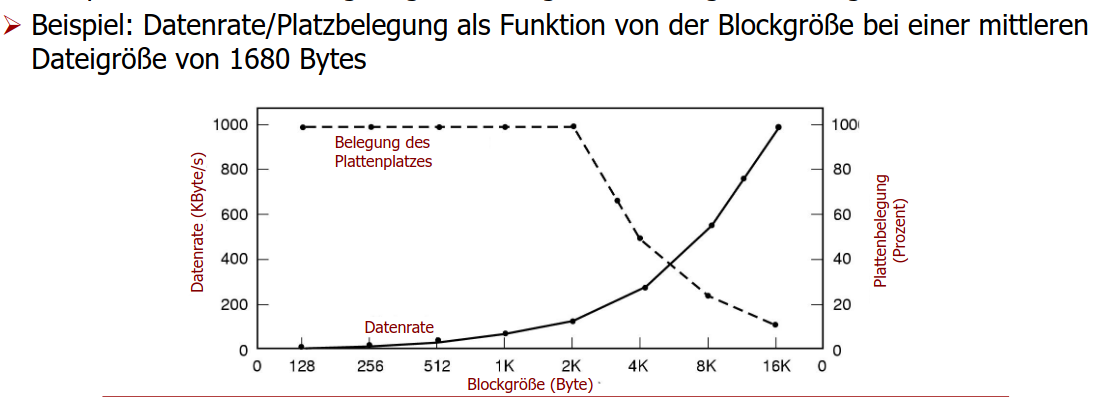 Beispiel: Datenrate/Platzbelegung als Funktion von der Blockgröße bei einer mittleren
Dateigröße von 1680 Bytes
1000
800
600
400
200
0
Datenrate (KByte/s)
Belegung des
Plattenplatzes
Datenrate
80
60
40
20
0
Plattenbelegung
(Prozent)
0 128 256 512 1K 2K 4K 8K 16K 0
Blockgröße (Byte)